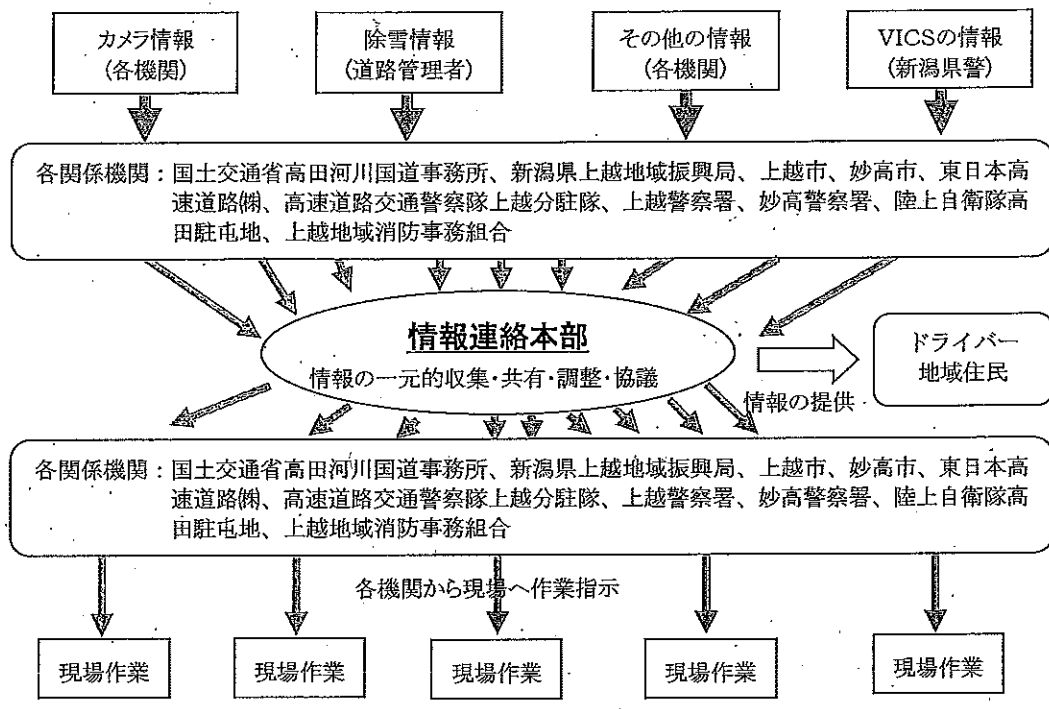 カメラ情報
(各機関)
除雪情報
(道路管理者)
その他の情報
(各機関)
VICSの情報
(新潟県警)
各関係機関：国土交通省高田河川国道事務所、新潟県上越地域振興局、上越市、妙高市、東日本高
速道路㈱、高速道路交通警察隊上越分駐隊、上越警察署、妙高警察署、陸上自衛隊高
田駐屯地、上越地域消防事務組合
情報連絡本部
情報の一元的収集・共有・調整・協議
情報の提供
ドライバー
地域住民
各関係機関：国土交通省高田河川国道事務所、新潟県上越地域振興局、上越市、妙高市、東日本高
速道路㈱、高速道路交通警察隊上越分駐隊、上越警察署、妙高警察署、陸上自衛隊高
田駐屯地、上越地域消防事務組合
各機関から現場へ作業指示
現場作業
現場作業
現場作業
現場作業
現場作業